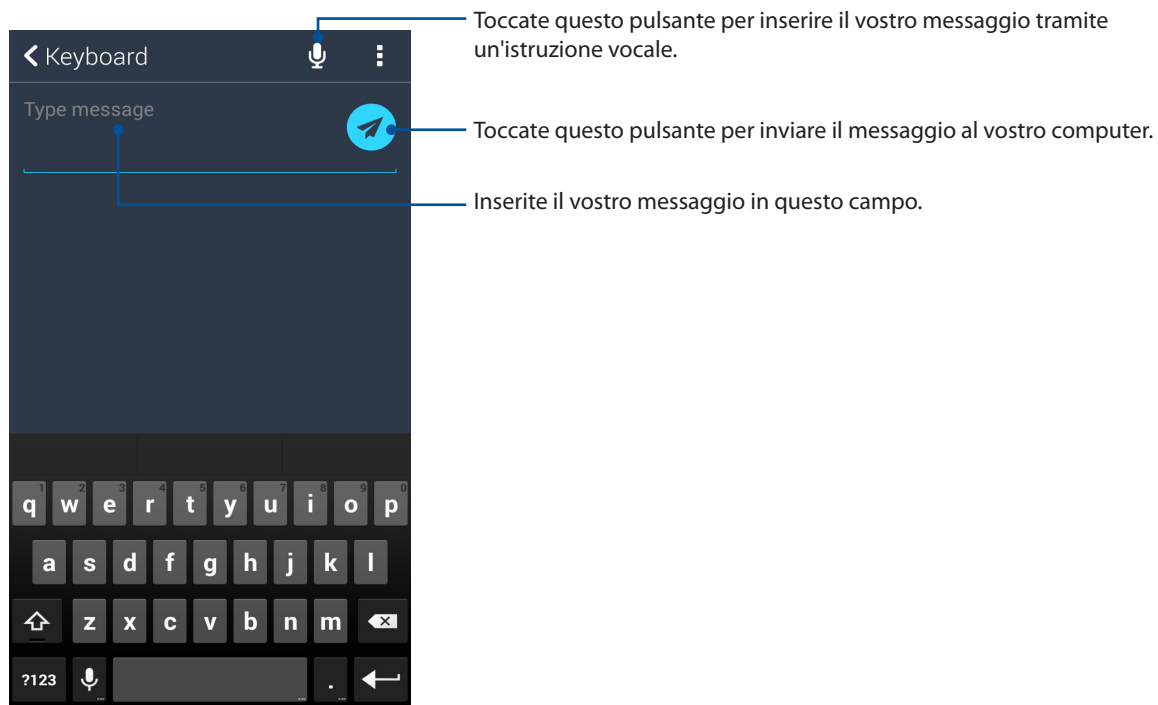 Toccate questo pulsante per inserire il vostro messaggio tramite
un'istruzione vocale.
Keyboard
Type message
Toccate questo pulsante per inviare il messaggio al vostro computer.
Inserite il vostro messaggio in questo campo.
1 2 3 4 5 6 7 8 9 0
q w e r t y u i o p
a s d f g h j k l
z x c v b n m
?123 .